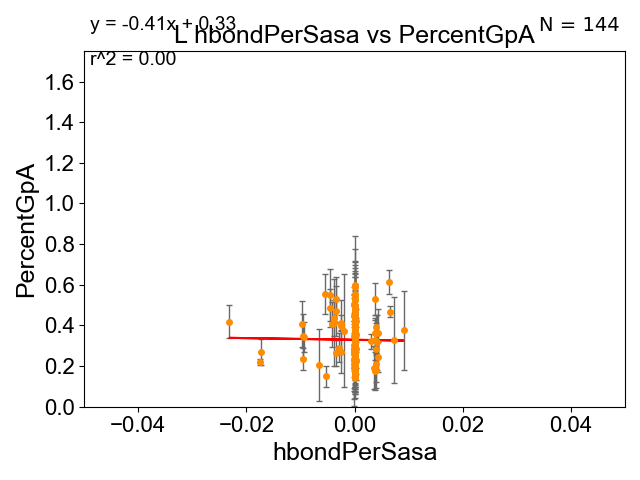 y = -0.41x + 0.33
N = 144
L hbondPerSasa vs PercentGpA
r^2 = 0.00
PercentGpA
1.6
1.4
1.2
1.0
0.8
0.6
0.4
0.2
0.0
−0.04 −0.02 0.00 0.02 0.04
hbondPerSasa